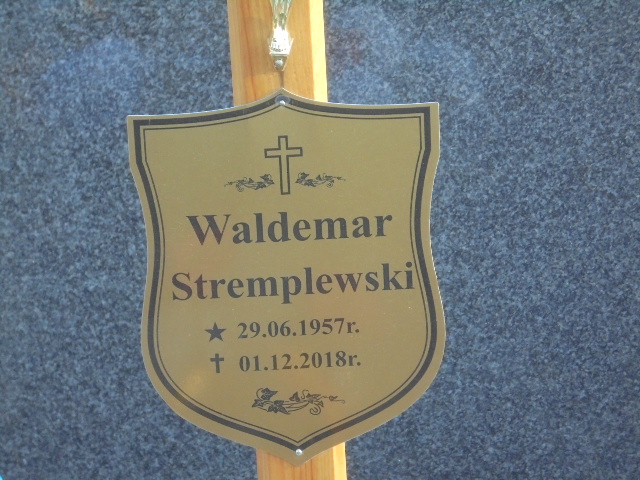 Waldemar
Stremplewski
★ 29.06.1957r.
✝ 01.12.2018r.